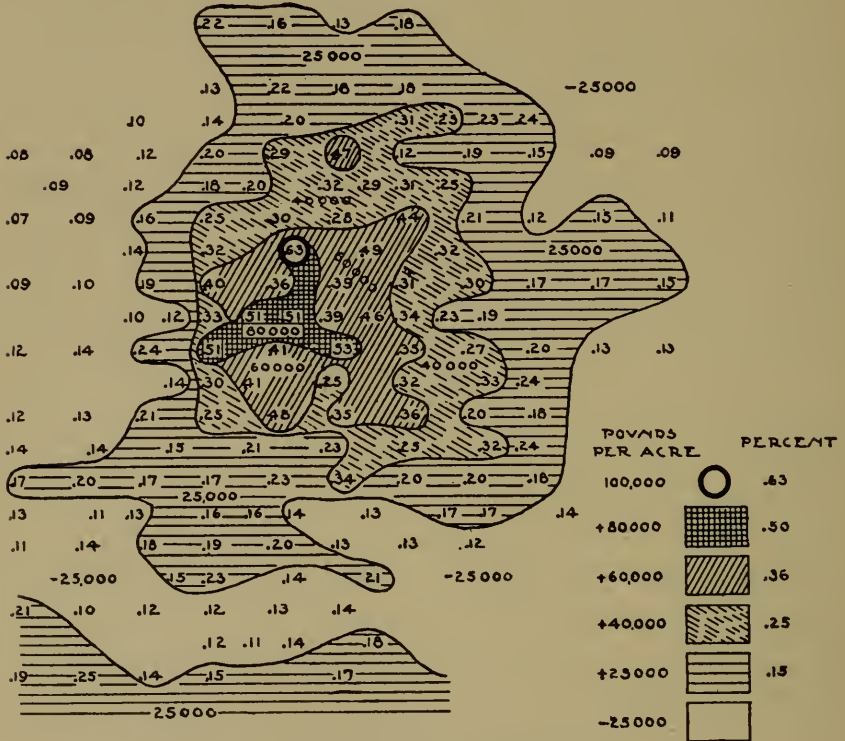 .22 .16 .13 .18
25000
.13 .22 .18 .18 -25000
.10 .14 .20 .31 .25 .23 .24
.08 .08 .12 .20 .29 .47 .12 .19 .15 .09 .09
.09 .12 .18 .20 .32 .29 .31 .25
40000
.07 .09 .16 .25 .30 .28 .44 .21 .12 .15 .11
.14 .32 .63 .49 .32 25000
60000
.09 .10 .19 .40 .36 .39 .31 .30 .17 .17 .15
.10 .12 .33 .51 .51 .39 .46 .34 .23 .19
80000
.12 .14 .24 .51 .41 .53 .35 .27 .20 .13 .13
60000 40000
.14 .30 .41 .25 .32 .33 .24
.12 .13 .21 .25 .48 .35 .36 .20 .18
.14 .14 .15 .21 .23 .25 .32 .24
.17 .20 .17 .17 .23 .34 .20 .20 .18
25,000
.13 .11 .13 .16 .16 .14 .13 .17 .17 .14
.11 .14 .18 .19 .20 .13 .13 .12
-25,000 .15 .23 .14 .21 -25000
.21 .10 .12 .12 .13 .14
.12 .11 .14 .18
.19 .25 .14 .15 .17
25000
POUNDS
PER ACRE PERCENT
100,000 .63
+80000 .50
+60,000 .36
+40,000 .25
+25000 .15
-25000